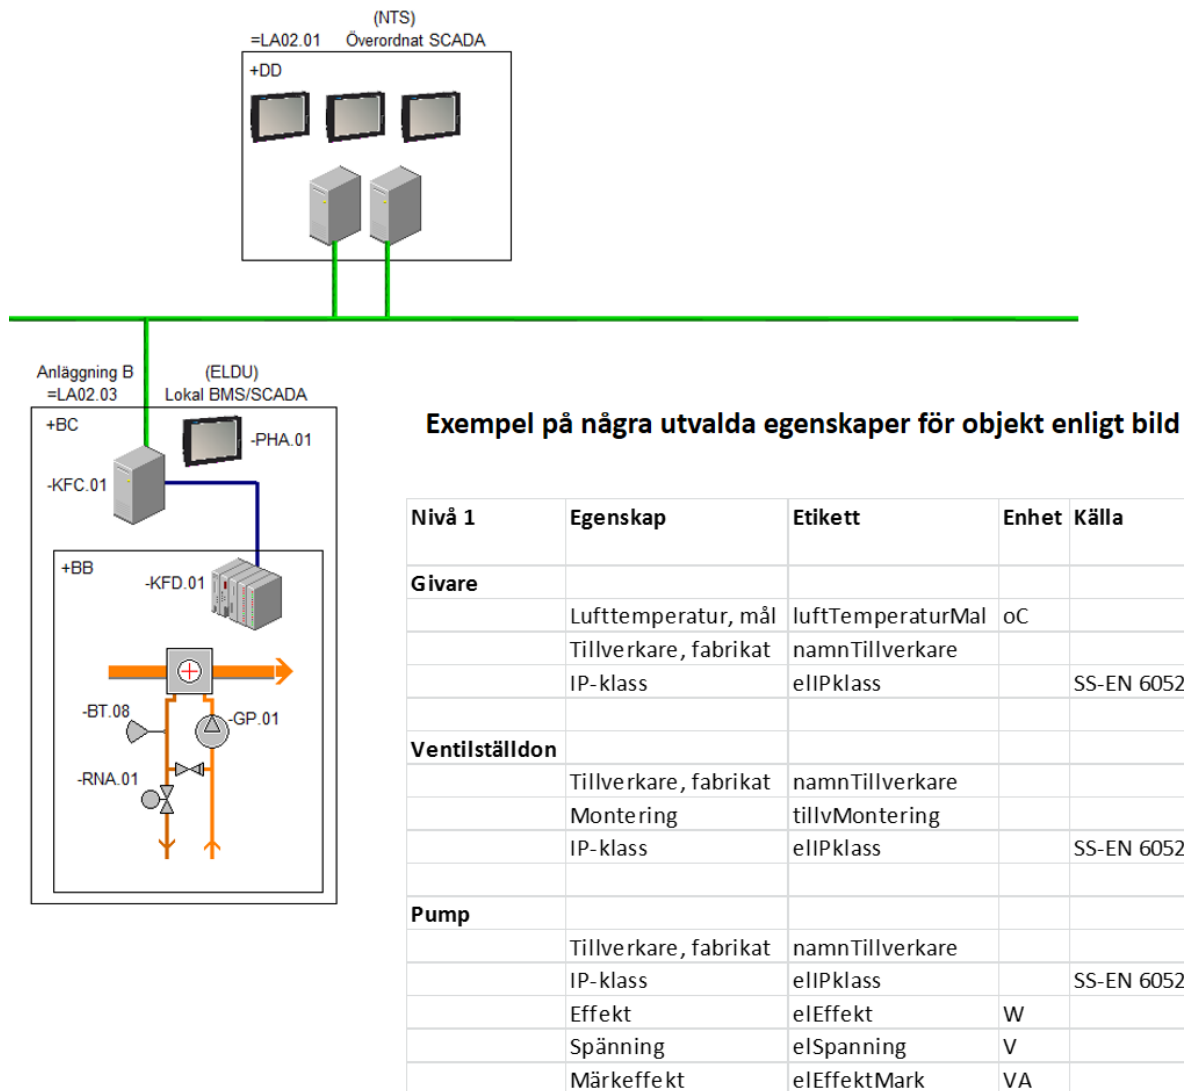 (NTS)
=LA02.01 Överordnat SCADA
+DD
Anläggning B (ELDU)
=LA02.03 Lokal BMS/SCADA
+BC
-PHA.01
-KFC.01
+BB
-KFD.01
-BT.08
-GP.01
-RNA.01
Exempel på några utvalda egenskaper för objekt enligt bild
Nivå 1 Egenskap Etikett Enhet Källa
Givare
Lufttemperatur, mål luftTemperaturMal oC
Tillverkare, fabrikat namnTillverkare
IP-klass elIPklass SS-EN 6052
Ventilställdon
Tillverkare, fabrikat namnTillverkare
Montering tillvMontering
IP-klass elIPklass SS-EN 6052
Pump
Tillverkare, fabrikat namnTillverkare
IP-klass elIPklass SS-EN 6052
Effekt elEffekt W
Spänning elSpanning V
Märkeffekt elEffektMark VA